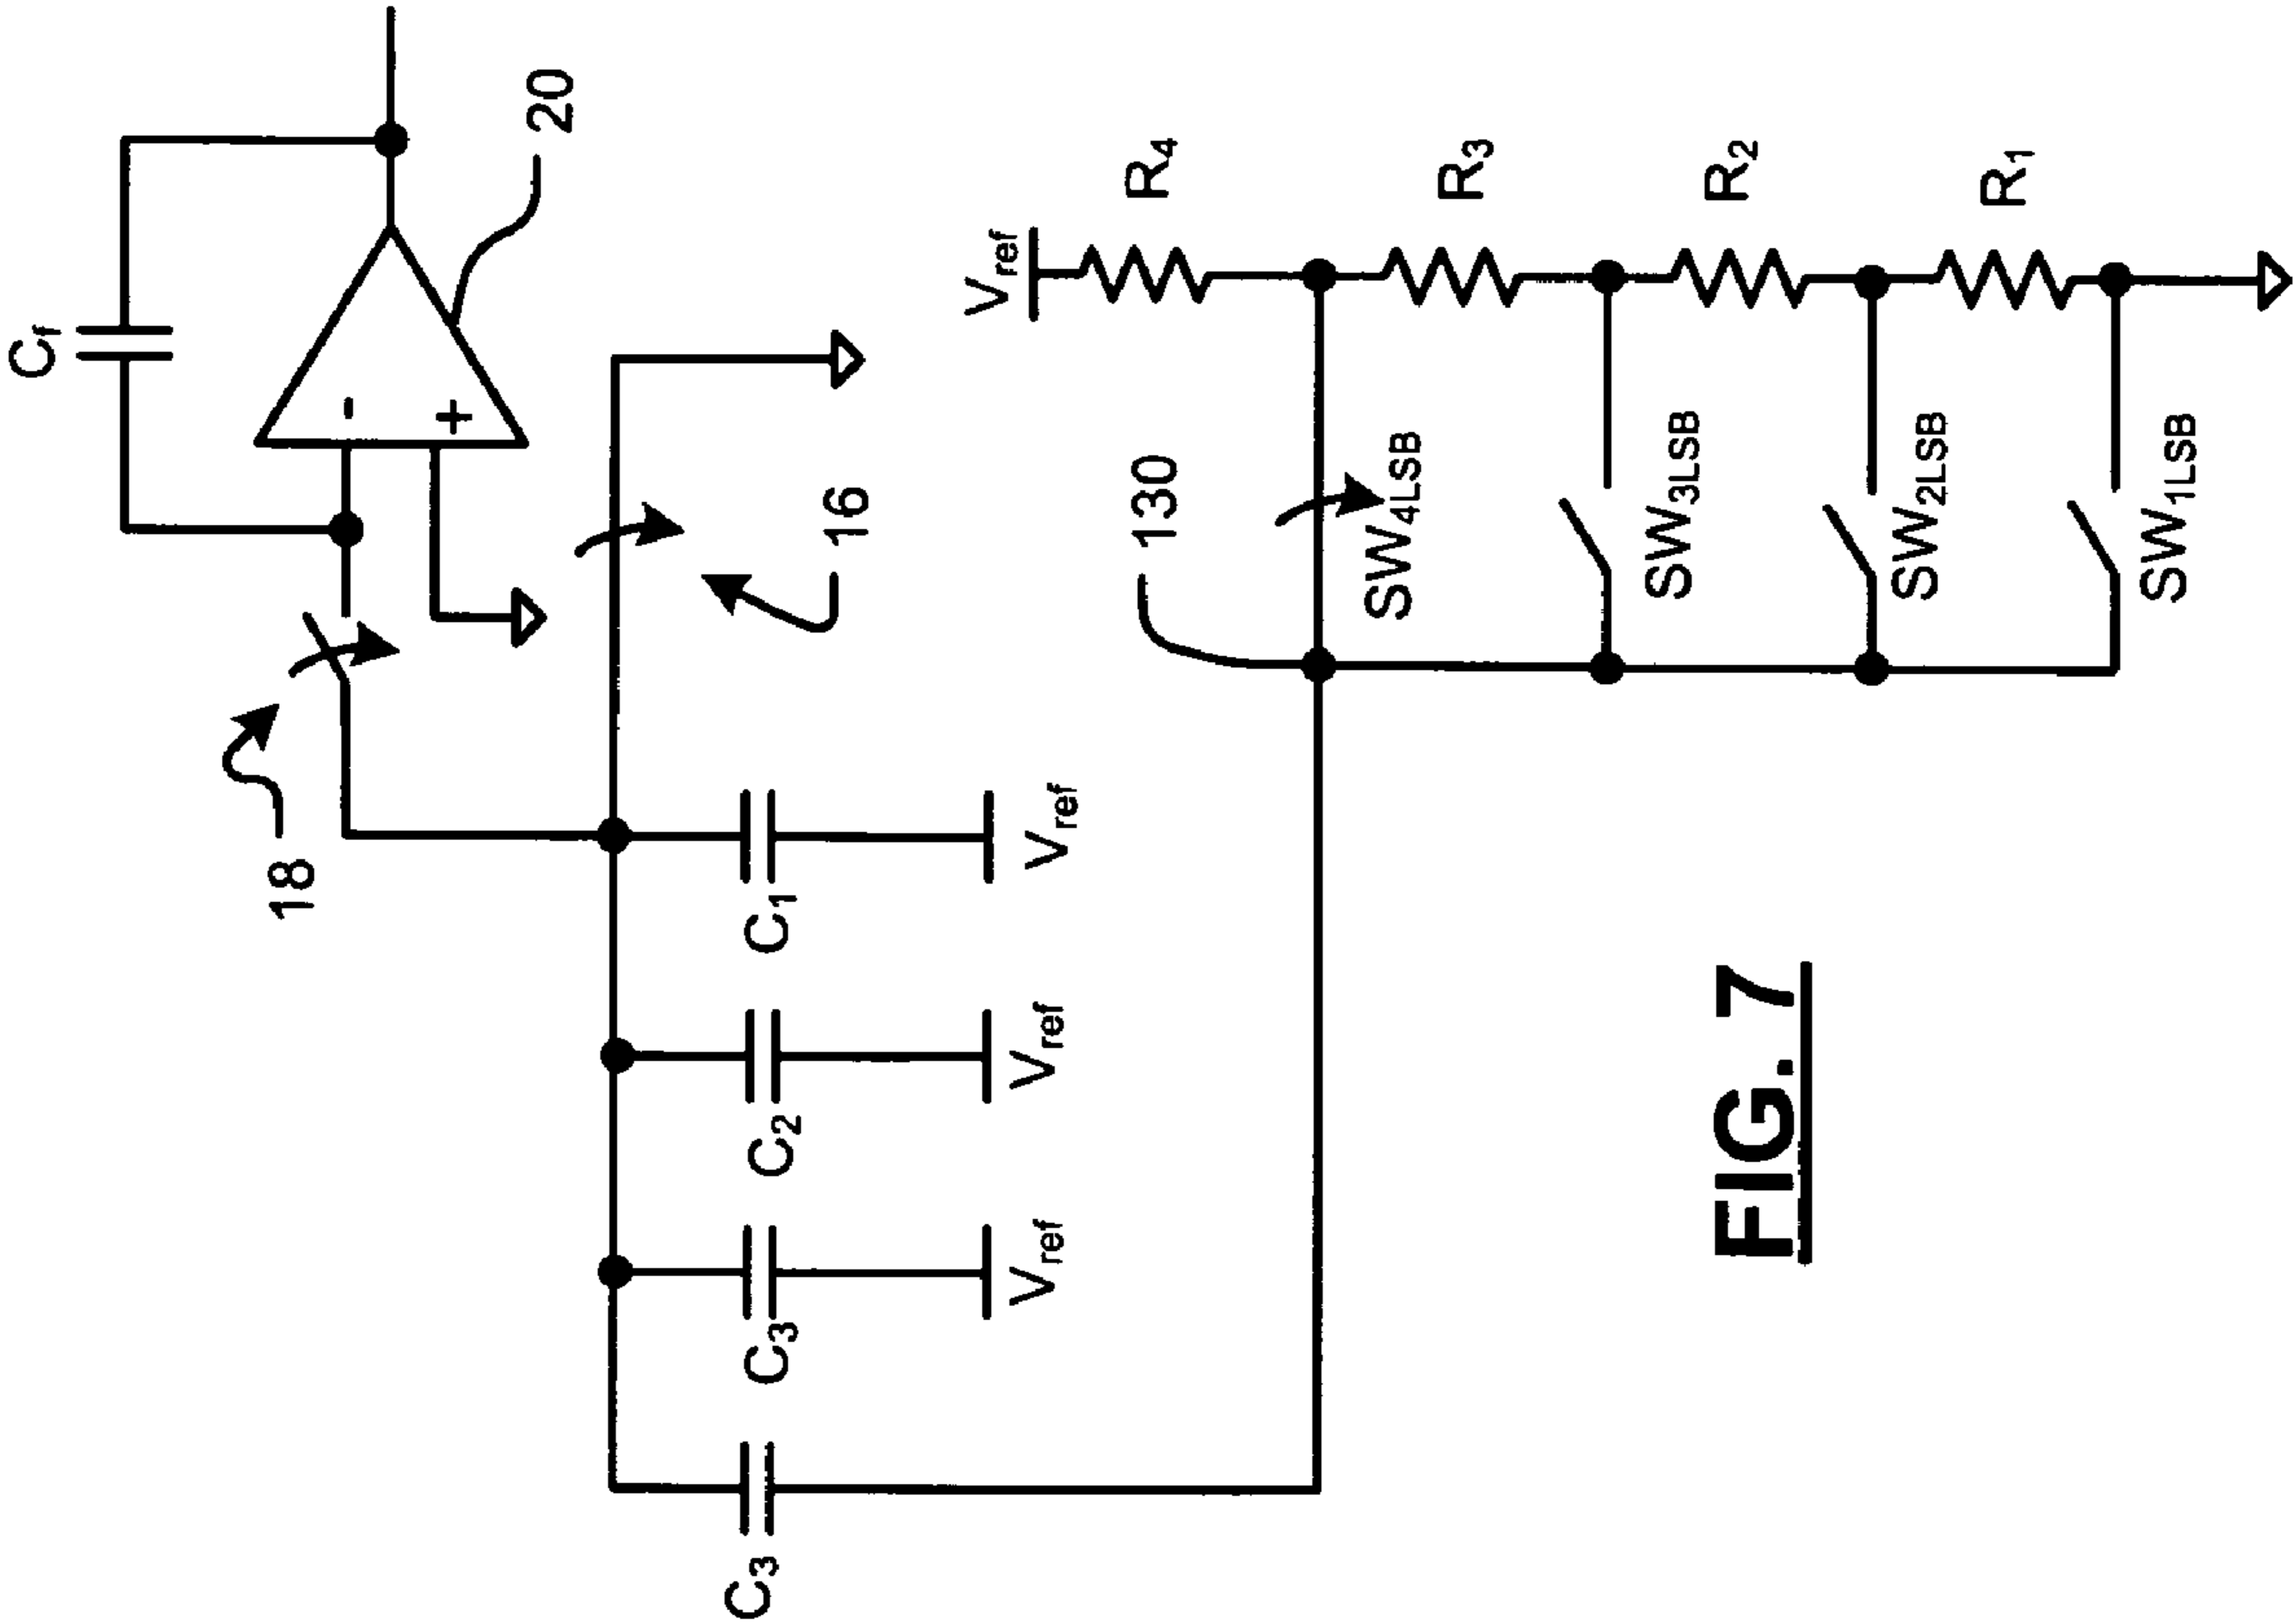 Cf
20
18
16
C3
C3
C2
C1
Vref
Vref
Vref
Vref
130
R4
R3
R2
R1
SW4LSB
SW3LSB
SW2LSB
SW1LSB
-
+
FIG. 7